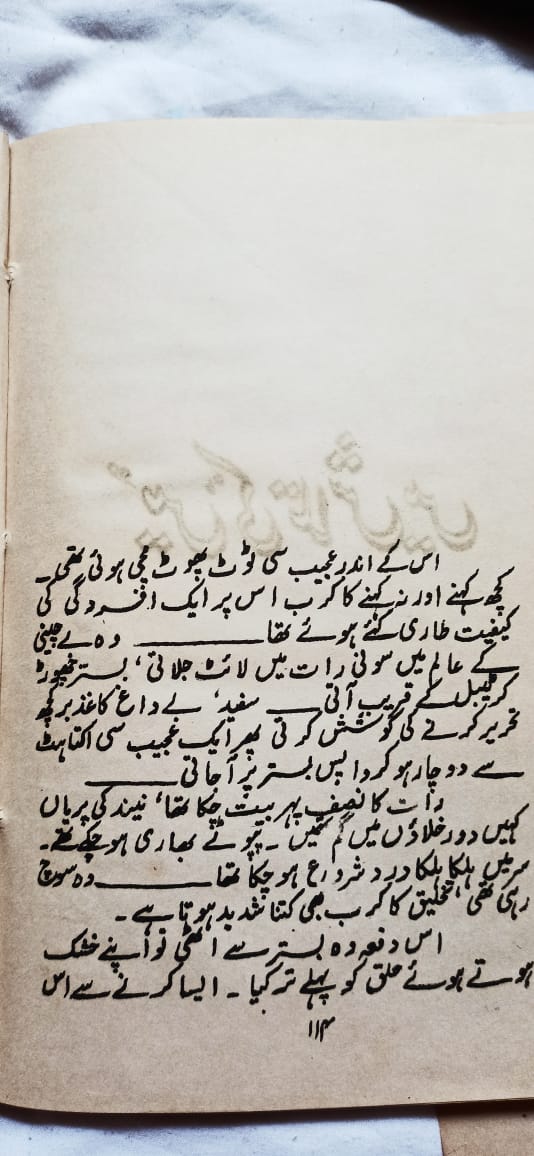 اس کے اندر عجیب سی ٹوٹ پھوٹ مچی ہوئی تھی۔
کچھ کہنے اور نہ کہنے کا کرب اس پر ایک افسردگی کی
کیفیت طاری کئے ہوئے تھا ــــــــ وہ بے چینی
کے عالم میں سونی رات میں لائٹ جلاتی، بستر چھوڑ
کر ٹیبل کے قریب آتی ــــ سفید، بے داغ کاغذ پر کچھ
تحریر کرنے کی کوشش کرتی پھر ایک عجیب سی اکتاہٹ
سے دوچار ہو کر واپس بستر پر آ جاتی ــــــــ
رات کا نصف پہر بیت چکا تھا، نیند کی پریاں
کہیں دور خلاؤں میں گم تھیں۔ پپوٹے بھاری ہو چکے تھے۔
سر میں ہلکا ہلکا درد شروع ہو چکا تھا ــــــــ وہ سوچ
رہی تھی، تخلیق کا کرب بھی کتنا شدید ہوتا ہے۔
اس دفعہ وہ بستر سے اٹھی تو اپنے خشک
ہوتے ہوئے حلق کو پہلے تر کیا۔ ایسا کرنے سے اس
۱۱۴